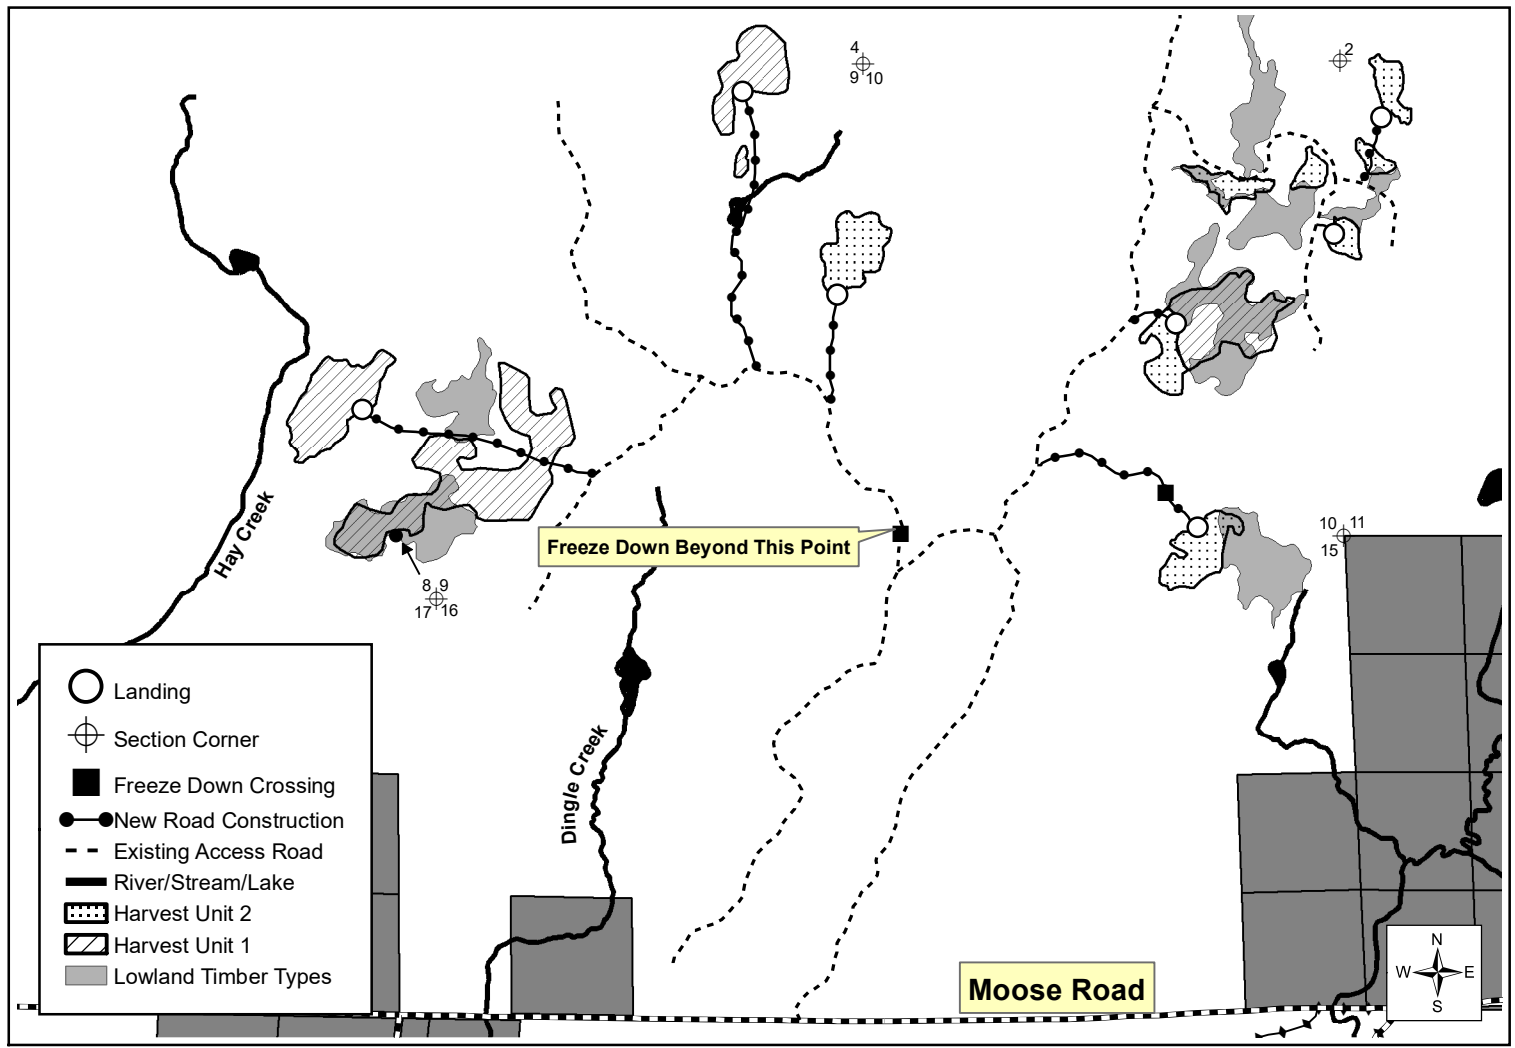 4
9 10
2
10 11
15
Freeze Down Beyond This Point
Hay Creek
8 9
17 16
Dingle Creek
Landing
Section Corner
Freeze Down Crossing
New Road Construction
Existing Access Road
River/Stream/Lake
Harvest Unit 2
Harvest Unit 1
Lowland Timber Types
Moose Road
N
W E
S